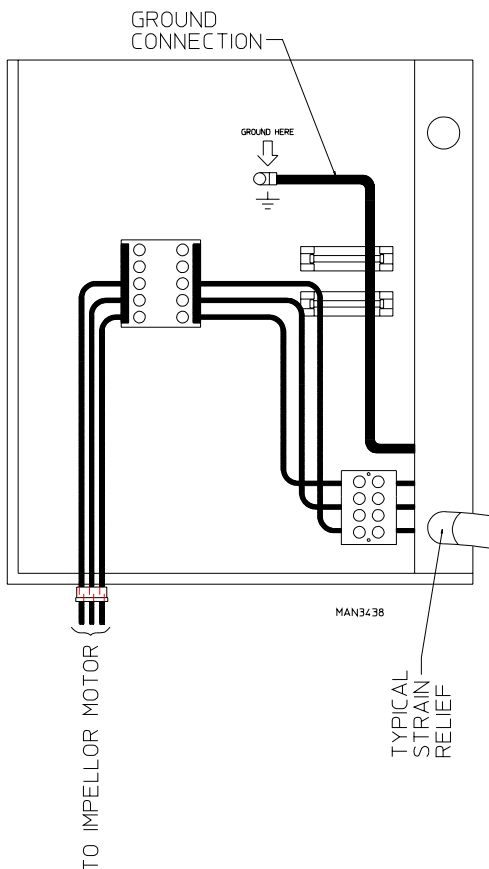 GROUND
CONNECTION
GROUND HERE
MAN3438
TYPICAL
STRAIN
RELIEF
TO IMPELLOR MOTOR